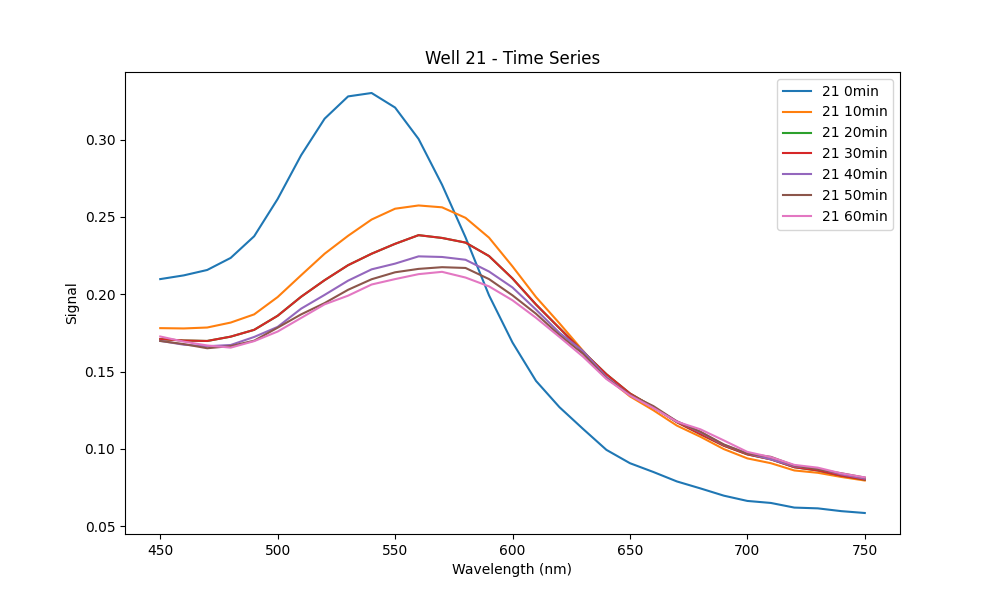 Well 21 - Time Series
21 0min
21 10min
21 20min
21 30min
21 40min
21 50min
21 60min
Signal
0.30
0.25
0.20
0.15
0.10
0.05
450 500 550 600 650 700 750
Wavelength (nm)